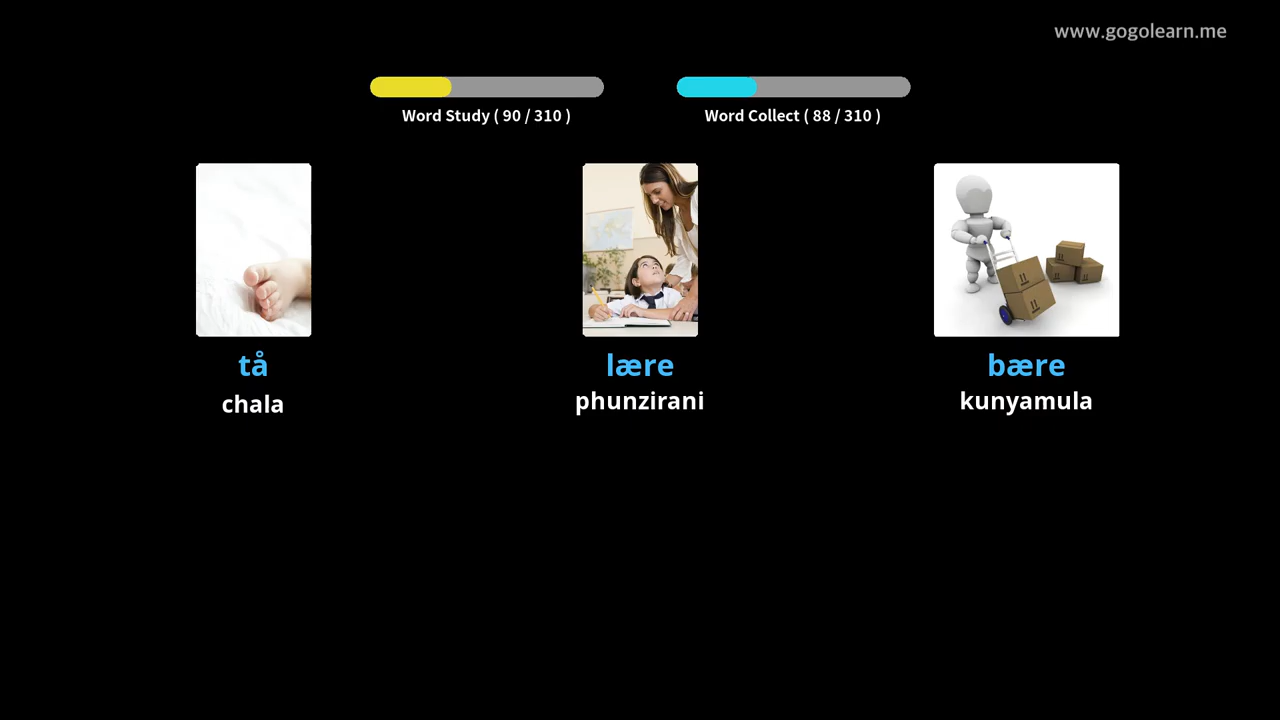 www.gogolearn.me
Word Study ( 90 / 310 )
Word Collect ( 88 / 310 )
tå
chala
lære
phunzirani
bære
kunyamula